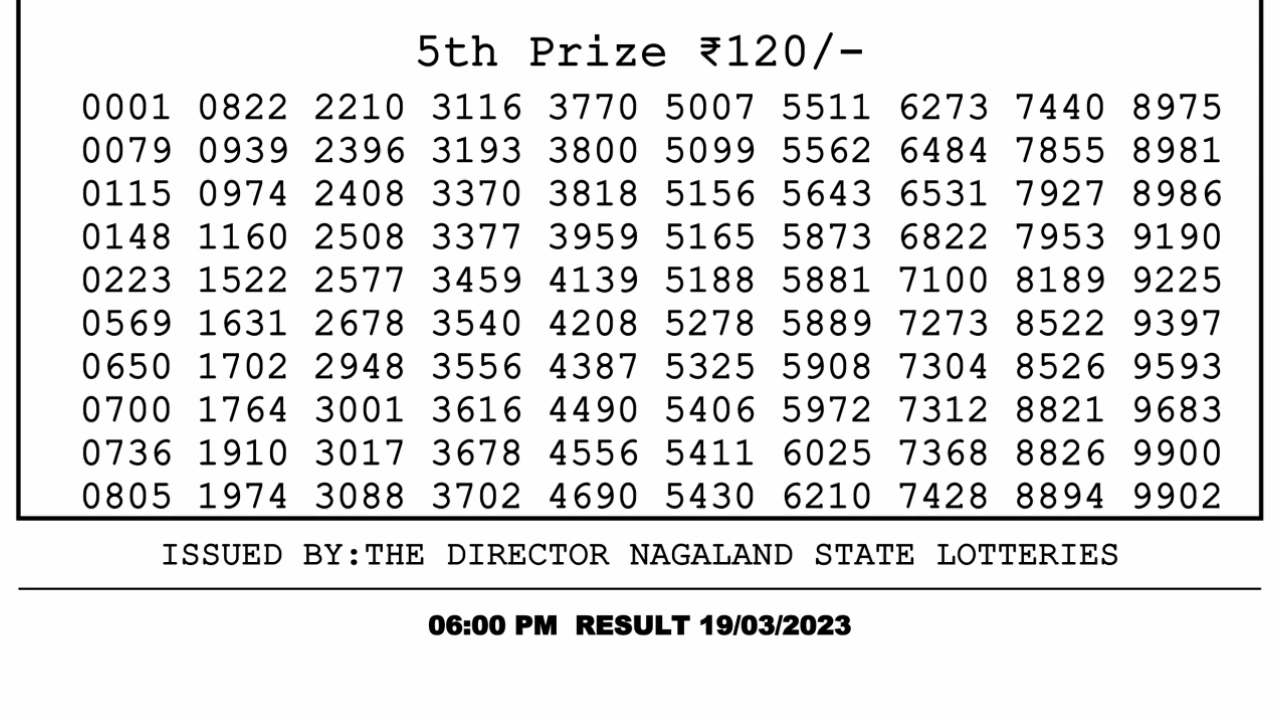 5th Prize ₹120/-
0001 0822 2210 3116 3770 5007 5511 6273 7440 8975
0079 0939 2396 3193 3800 5099 5562 6484 7855 8981
0115 0974 2408 3370 3818 5156 5643 6531 7927 8986
0148 1160 2508 3377 3959 5165 5873 6822 7953 9190
0223 1522 2577 3459 4139 5188 5881 7100 8189 9225
0569 1631 2678 3540 4208 5278 5889 7273 8522 9397
0650 1702 2948 3556 4387 5325 5908 7304 8526 9593
0700 1764 3001 3616 4490 5406 5972 7312 8821 9683
0736 1910 3017 3678 4556 5411 6025 7368 8826 9900
0805 1974 3088 3702 4690 5430 6210 7428 8894 9902
ISSUED BY:THE DIRECTOR NAGALAND STATE LOTTERIES
06:00 PM RESULT 19/03/2023